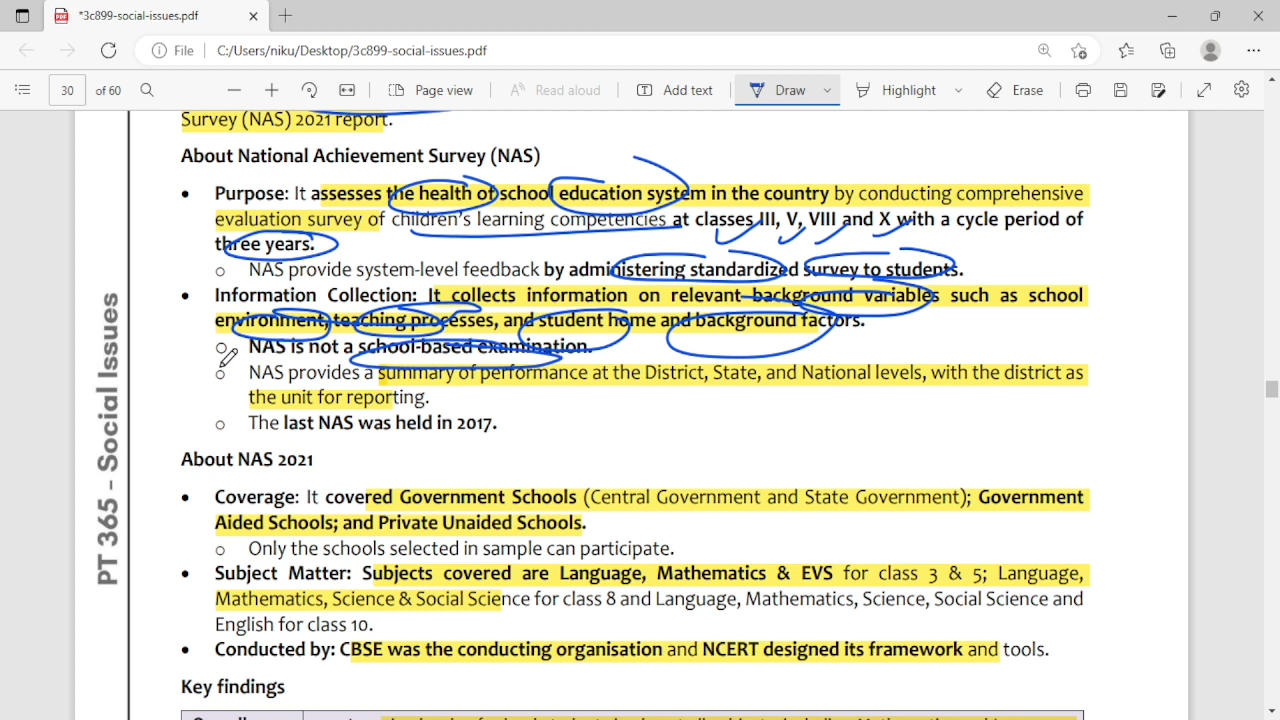 *3c899-social-issues.pdf
File C:/Users/niku/Desktop/3c899-social-issues.pdf
30 of 60 Page view Read aloud Add text Draw Highlight Erase
Survey (NAS) 2021 report.
About National Achievement Survey (NAS)
• Purpose: It assesses the health of school education system in the country by conducting comprehensive
evaluation survey of children's learning competencies at classes III, V, VIII and X with a cycle period of
three years.
o NAS provide system-level feedback by administering standardized survey to students.
• Information Collection: It collects information on relevant background variables such as school
environment, teaching processes, and student home and background factors.
o NAS is not a school-based examination.
o NAS provides a summary of performance at the District, State, and National levels, with the district as
the unit for reporting.
o The last NAS was held in 2017.
About NAS 2021
• Coverage: It covered Government Schools (Central Government and State Government); Government
Aided Schools; and Private Unaided Schools.
o Only the schools selected in sample can participate.
• Subject Matter: Subjects covered are Language, Mathematics & EVS for class 3 & 5; Language,
Mathematics, Science & Social Science for class 8 and Language, Mathematics, Science, Social Science and
English for class 10.
• Conducted by: CBSE was the conducting organisation and NCERT designed its framework and tools.
Key findings
PT 365 - Social Issues